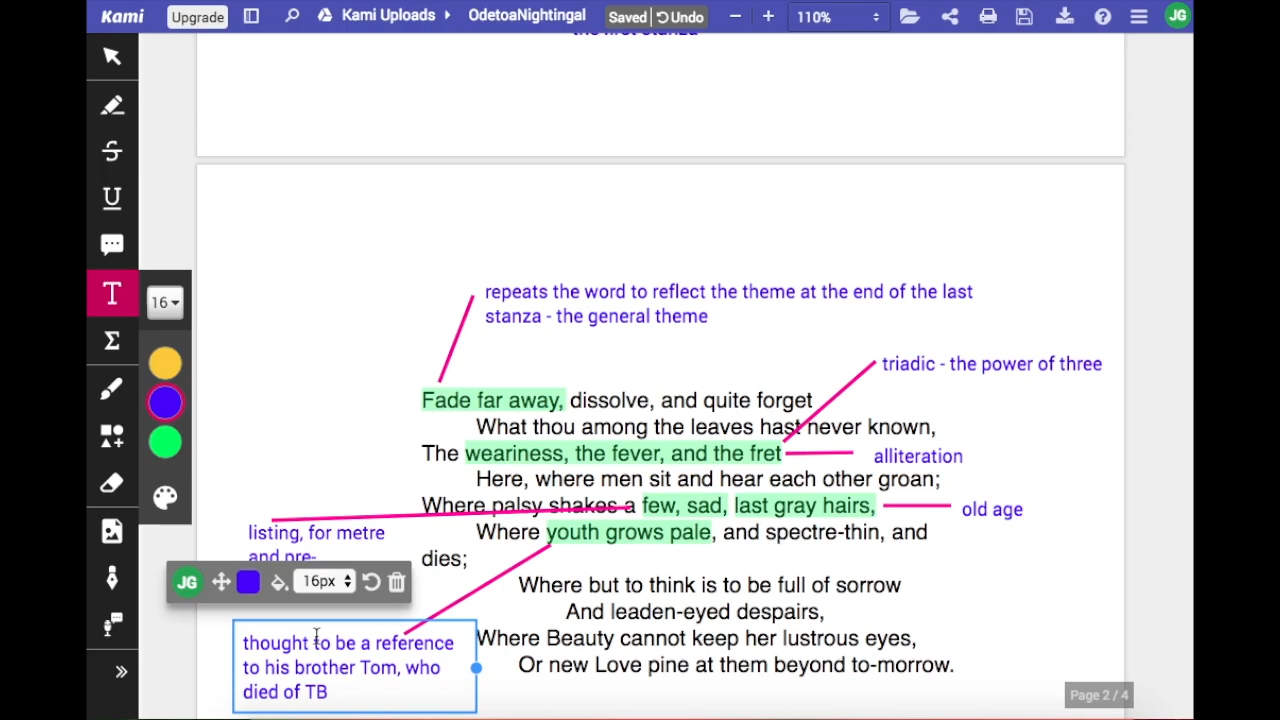 Kami Upgrade Kami Uploads OdetoaNightingal Saved Undo 110% JG
the first stanza
16
repeats the word to reflect the theme at the end of the last
stanza - the general theme
triadic - the power of three
Fade far away, dissolve, and quite forget
What thou among the leaves hast never known,
The weariness, the fever, and the fret
alliteration
Here, where men sit and hear each other groan;
Where palsy shakes a few, sad, last gray hairs,
old age
listing, for metre
and pre-
Where youth grows pale, and spectre-thin, and
dies;
JG 16px
Where but to think is to be full of sorrow
And leaden-eyed despairs,
Where Beauty cannot keep her lustrous eyes,
Or new Love pine at them beyond to-morrow.
thought to be a reference
to his brother Tom, who
died of TB
Page 2 / 4